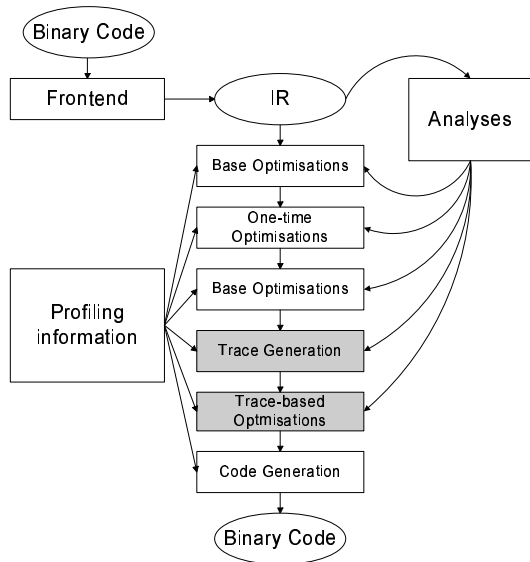 Binary Code
Frontend
IR
Analyses
Base Optimisations
One-time
Optimisations
Base Optimisations
Profiling
information
Trace Generation
Trace-based
Optmisations
Code Generation
Binary Code